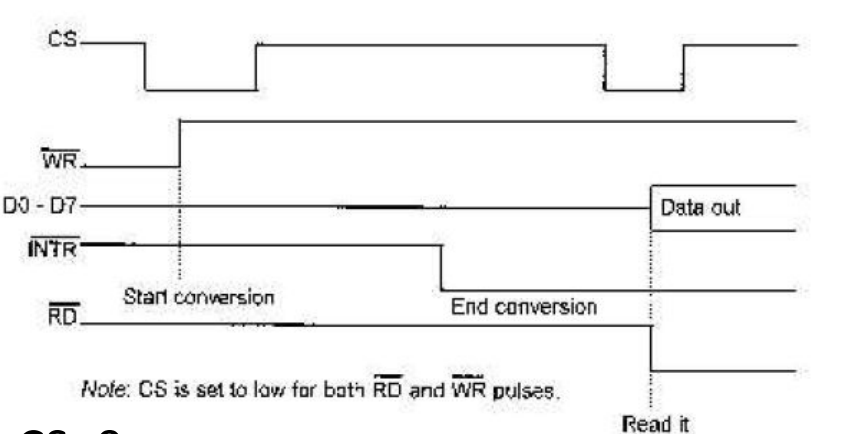 CS
WR
D0 - D7
Data out
INTR
Start conversion
End conversion
RD
Note: CS is set to low for both RD and WR pulses.
Read it